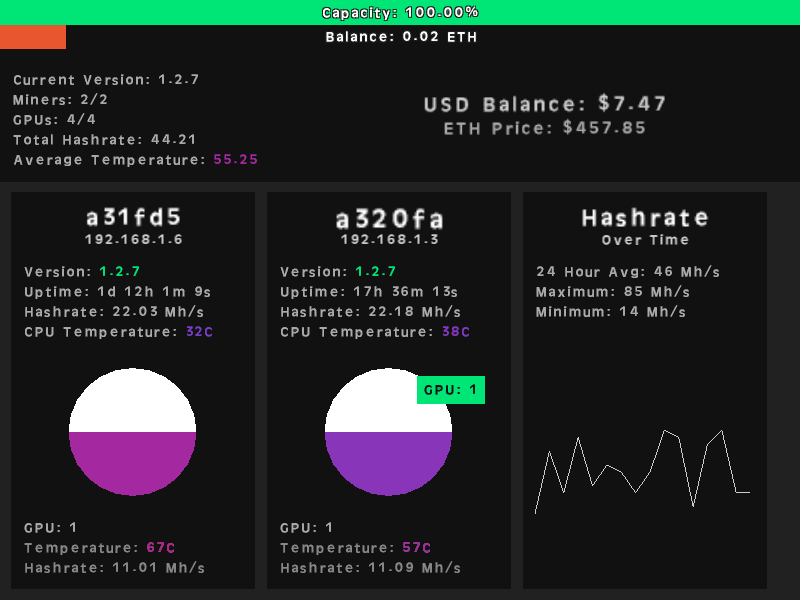 Capacity: 100.00%
Balance: 0.02 ETH
Current Version: 1.2.7
Miners: 2/2
GPUs: 4/4
Total Hashrate: 44.21
Average Temperature: 55.25
USD Balance: $7.47
ETH Price: $457.85
a31fd5
192.168.1.6
Version: 1.2.7
Uptime: 1d 12h 1m 9s
Hashrate: 22.03 Mh/s
CPU Temperature: 32C
GPU: 1
Temperature: 67C
Hashrate: 11.01 Mh/s
a320fa
192.168.1.3
Version: 1.2.7
Uptime: 17h 36m 13s
Hashrate: 22.18 Mh/s
CPU Temperature: 38C
GPU: 1
GPU: 1
Temperature: 57C
Hashrate: 11.09 Mh/s
Hashrate
Over Time
24 Hour Avg: 46 Mh/s
Maximum: 85 Mh/s
Minimum: 14 Mh/s